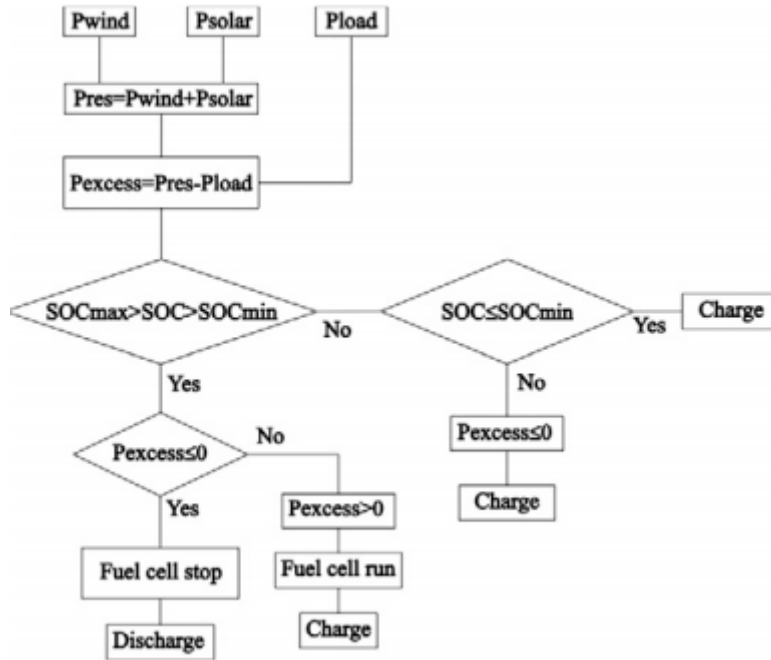 Pwind
Psolar
Pload
Pres=Pwind+Psolar
Pexcess=Pres-Pload
SOCmax>SOC>SOCmin
No
SOC≤SOCmin
Yes
Charge
Yes
No
Pexcess≤0
No
Pexcess≤0
Yes
Pexcess>0
Charge
Fuel cell stop
Fuel cell run
Discharge
Charge